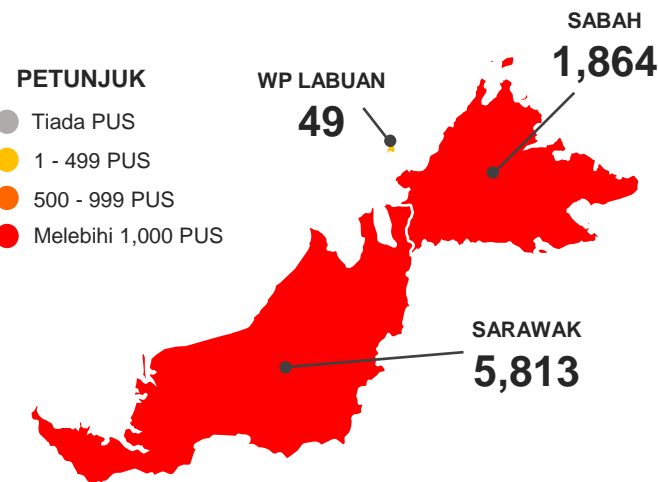 SABAH
1,864
WP LABUAN
49
PETUNJUK
Tiada PUS
1 - 499 PUS
500 - 999 PUS
Melebihi 1,000 PUS
SARAWAK
5,813